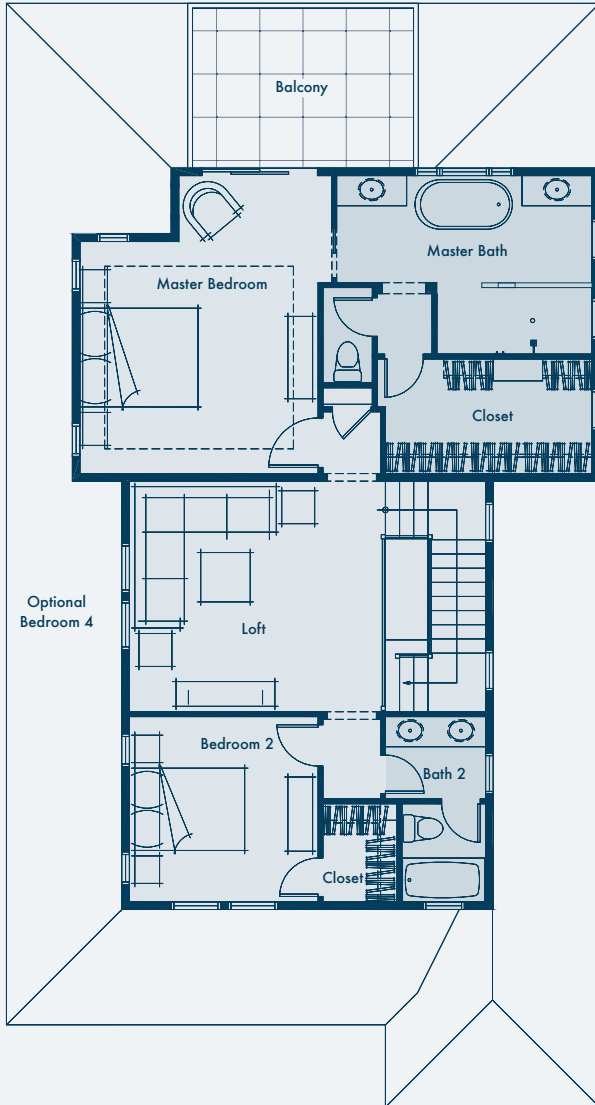 Balcony
Master Bath
Master Bedroom
Closet
Optional
Bedroom 4
Loft
Bedroom 2
Bath 2
Closet